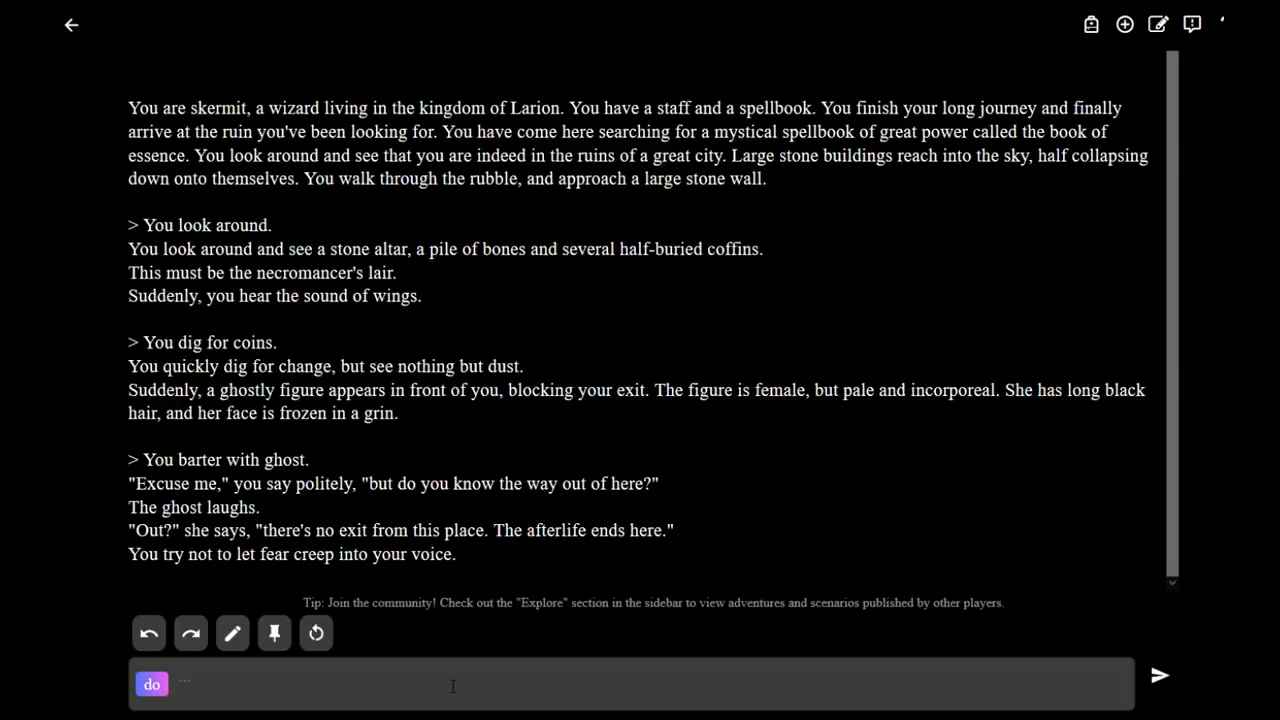 You are skermit, a wizard living in the kingdom of Larion. You have a staff and a spellbook. You finish your long journey and finally
arrive at the ruin you've been looking for. You have come here searching for a mystical spellbook of great power called the book of
essence. You look around and see that you are indeed in the ruins of a great city. Large stone buildings reach into the sky, half collapsing
down onto themselves. You walk through the rubble, and approach a large stone wall.
> You look around.
You look around and see a stone altar, a pile of bones and several half-buried coffins.
This must be the necromancer's lair.
Suddenly, you hear the sound of wings.
> You dig for coins.
You quickly dig for change, but see nothing but dust.
Suddenly, a ghostly figure appears in front of you, blocking your exit. The figure is female, but pale and incorporeal. She has long black
hair, and her face is frozen in a grin.
> You barter with ghost.
"Excuse me," you say politely, "but do you know the way out of here?"
The ghost laughs.
"Out?" she says, "there's no exit from this place. The afterlife ends here."
You try not to let fear creep into your voice.
Tip: Join the community! Check out the "Explore" section in the sidebar to view adventures and scenarios published by other players.
do ...